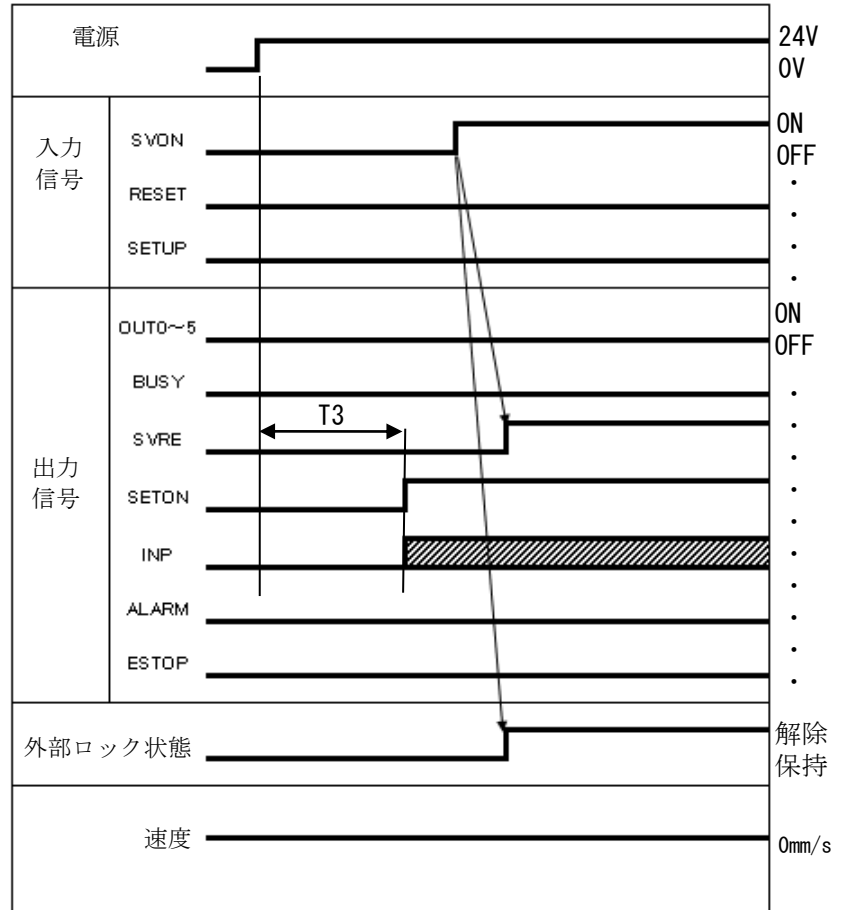 電源
24V
0V
入力
信号
SVON
ON
OFF
RESET
・
・
SETUP
・
・
出力
信号
OUT0～5
ON
OFF
BUSY
・
・
SVRE
T3
・
・
SETON
・
・
INP
・
・
ALARM
・
・
ESTOP
・
・
外部ロック状態
解除
保持
速度
0mm/s